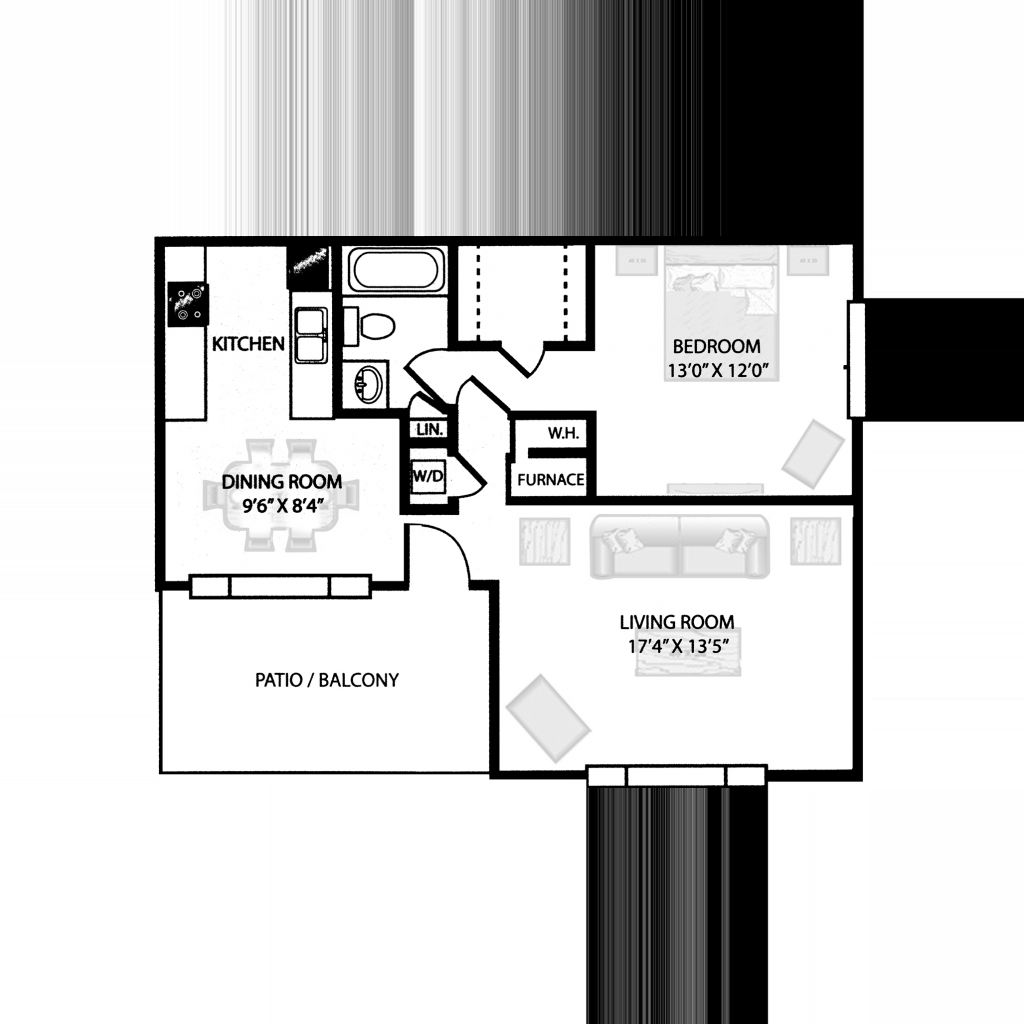 KITCHEN
BEDROOM
13'0" X 12'0"
LIN.
W.H.
W/D
FURNACE
DINING ROOM
9'6" X 8'4"
LIVING ROOM
17'4" X 13'5"
PATIO / BALCONY